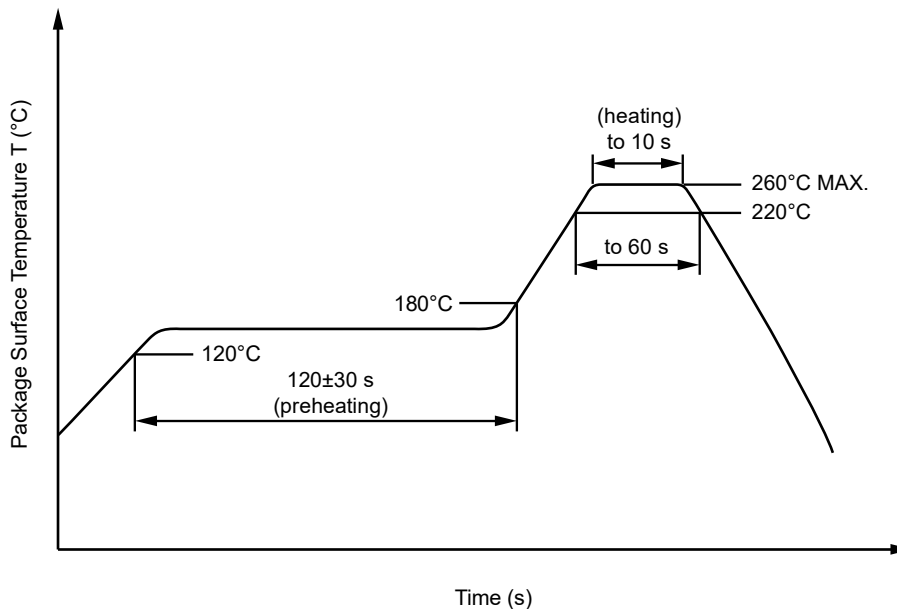 Package Surface Temperature T (°C)
(heating)
to 10 s
260°C MAX.
220°C
to 60 s
180°C
120°C
120±30 s
(preheating)
Time (s)